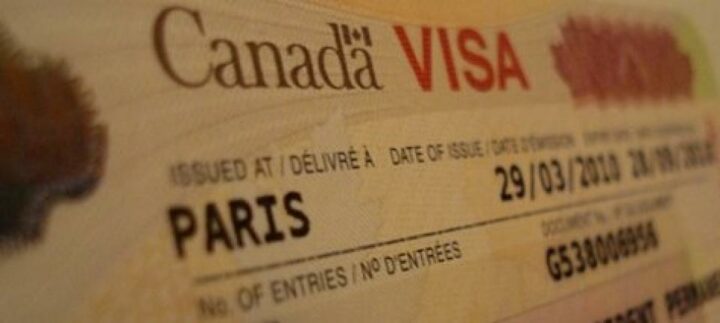 Canada VISA
ISSUED AT / DÉLIVRÉ À DATE OF ISSUE / DATE D'ÉMISSION
PARIS 29/03/2010
No. OF ENTRIES / Nº D'ENTRÉES
G538006956